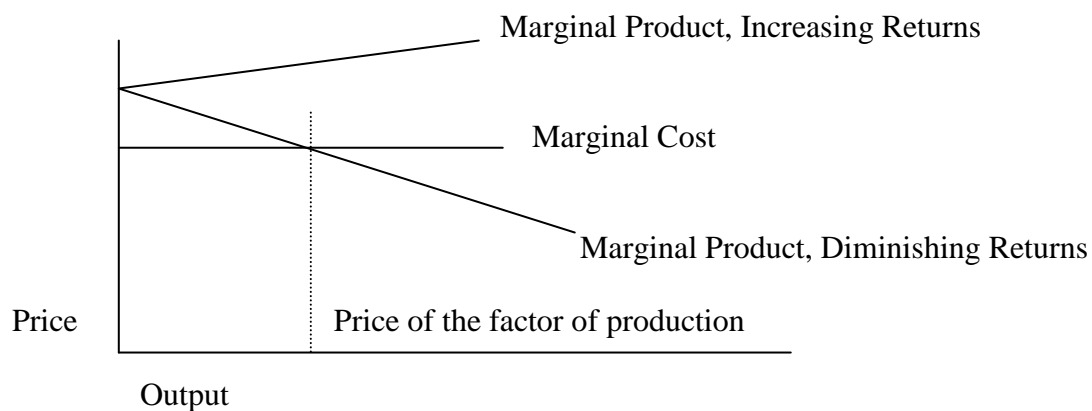 Marginal Product, Increasing Returns
Marginal Cost
Marginal Product, Diminishing Returns
Price
Price of the factor of production
Output